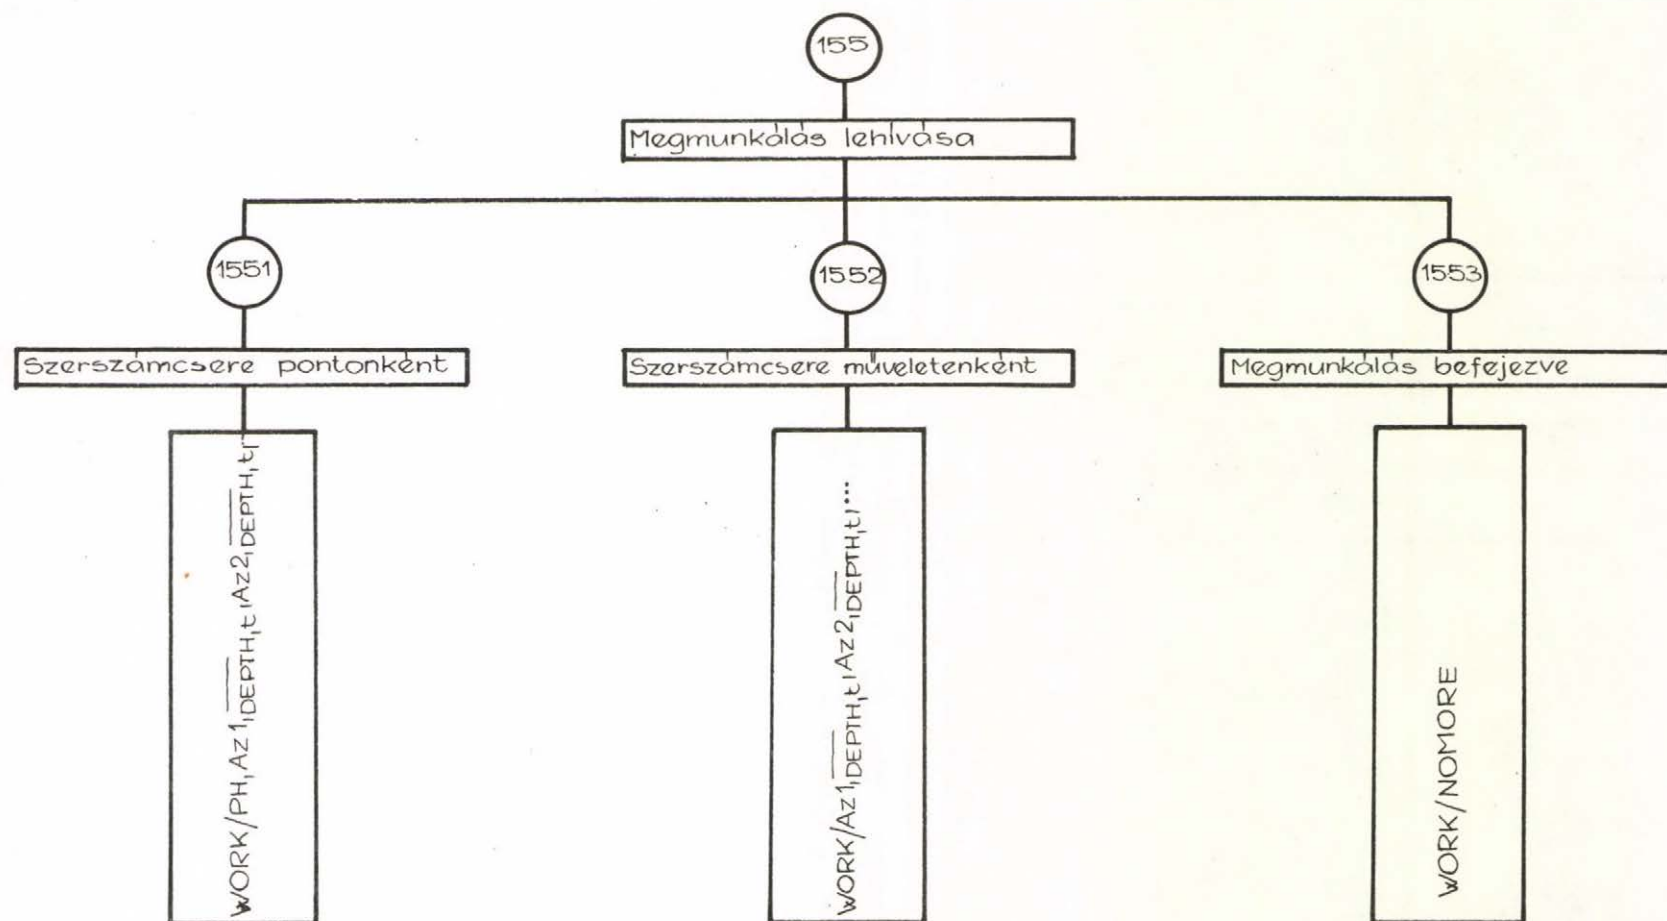 155
Megmunkálás lehívása
1551
1552
1553
Szerszámcsere pontonként
Szerszámcsere műveletenként
Megmunkálás befejezve
WORK/PH,Az1,DEPTH,t,Az2,DEPTH,t,
WORK/Az1,DEPTH,t,Az2,DEPTH,t,...
WORK/NOMORE